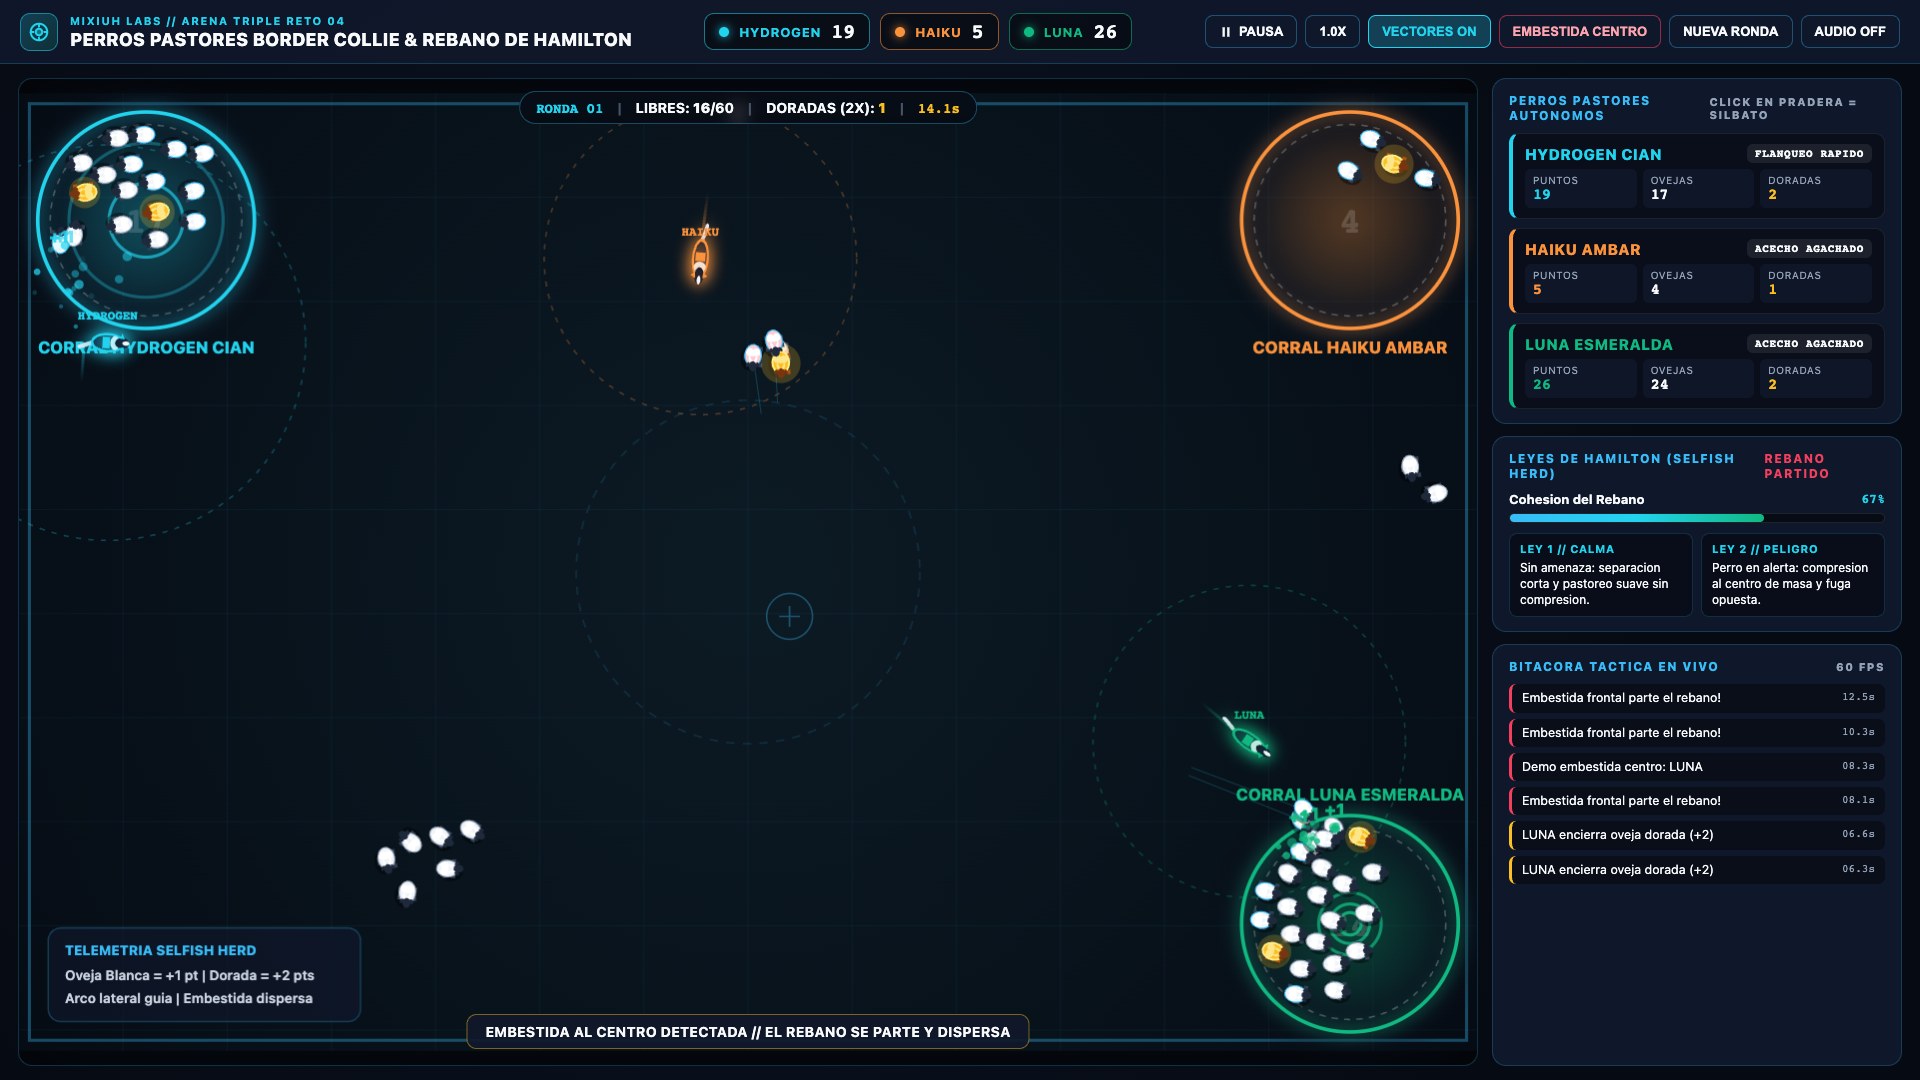 MIXIUH LABS // ARENA TRIPLE RETO 04
PERROS PASTORES BORDER COLLIE & REBANO DE HAMILTON
HYDROGEN 19
HAIKU 5
LUNA 26
PAUSA
1.0X
VECTORES ON
EMBESTIDA CENTRO
NUEVA RONDA
AUDIO OFF
RONDA 01 | LIBRES: 16/60 | DORADAS (2X): 1 | 14.1s
HYDROGEN
CORRAL HYDROGEN CIAN
HAIKU
4
CORRAL HAIKU AMBAR
LUNA
CORRAL LUNA ESMERALDA
+1
TELEMETRIA SELFISH HERD
Oveja Blanca = +1 pt | Dorada = +2 pts
Arco lateral guia | Embestida dispersa
EMBESTIDA AL CENTRO DETECTADA // EL REBANO SE PARTE Y DISPERSA
PERROS PASTORES AUTONOMOS
CLICK EN PRADERA = SILBATO
HYDROGEN CIAN
FLANQUEO RAPIDO
PUNTOS OVEJAS DORADAS
19 17 2
HAIKU AMBAR
ACECHO AGACHADO
PUNTOS OVEJAS DORADAS
5 4 1
LUNA ESMERALDA
ACECHO AGACHADO
PUNTOS OVEJAS DORADAS
26 24 2
LEYES DE HAMILTON (SELFISH HERD)
REBANO PARTIDO
Cohesion del Rebano 67%
LEY 1 // CALMA
Sin amenaza: separacion
corta y pastoreo suave sin
compresion.
LEY 2 // PELIGRO
Perro en alerta: compresion
al centro de masa y fuga
opuesta.
BITACORA TACTICA EN VIVO 60 FPS
Embestida frontal parte el rebano! 12.5s
Embestida frontal parte el rebano! 10.3s
Demo embestida centro: LUNA 08.3s
Embestida frontal parte el rebano! 08.1s
LUNA encierra oveja dorada (+2) 06.6s
LUNA encierra oveja dorada (+2) 06.3s